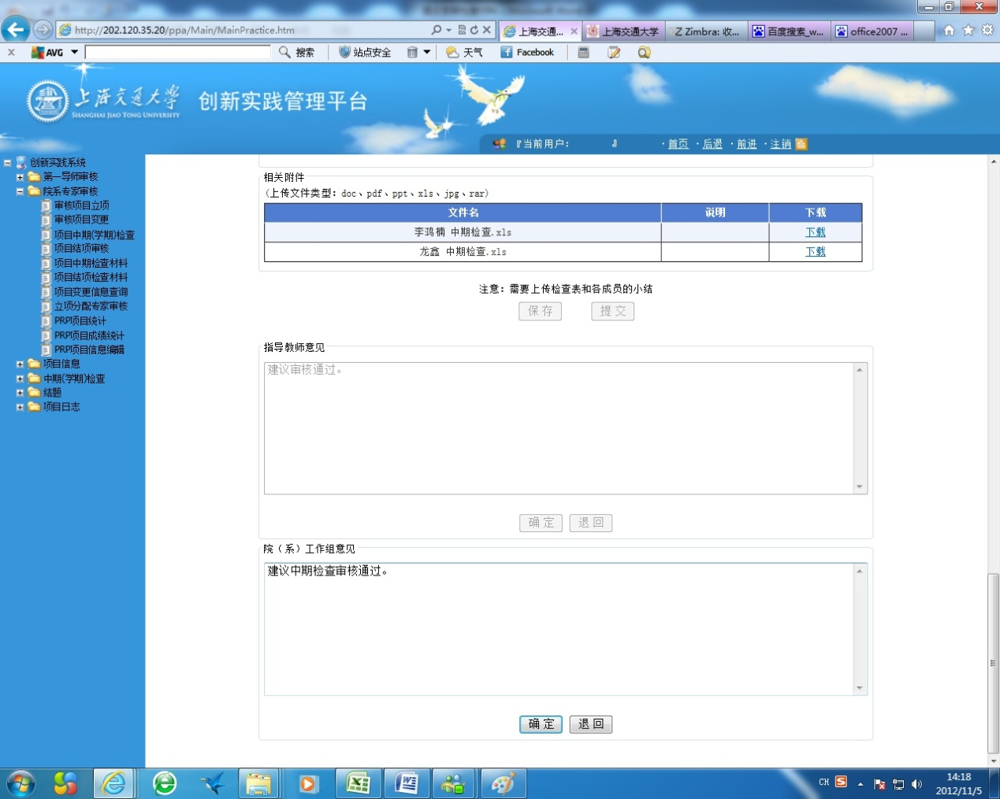 http://202.120.35.20/ppa/Main/MainPractice.htm
上海交通...
上海交通大学
Zimbra: 收...
百度搜索_w...
office2007 ...
AVG
搜索
站点安全
天气
Facebook
上海交通大学
SHANGHAI JIAO TONG UNIVERSITY
创新实践管理平台
『当前用户: 』
·首页 ·后退 ·前进 ·注销
创新实践系统
第一导师审核
院系专家审核
审核项目立项
审核项目变更
项目中期(学期)检查
项目结项审核
项目中期检查材料
项目结项检查材料
项目变更信息查询
立项分配专家审核
PRP项目统计
PRP项目成绩统计
PRP项目信息编辑
项目信息
中期(学期)检查
结题
项目日志
相关附件
(上传文件类型: doc、pdf、ppt、xls、jpg、rar)
文件名 说明 下载
李鸿楠 中期检查.xls 下载
龙鑫 中期检查.xls 下载
注意: 需要上传检查表和各成员的小结
保 存 提 交
指导教师意见
建议审核通过。
确 定 退 回
院（系）工作组意见
建议中期检查审核通过。
确 定 退 回
CH
14:18
2012/11/5